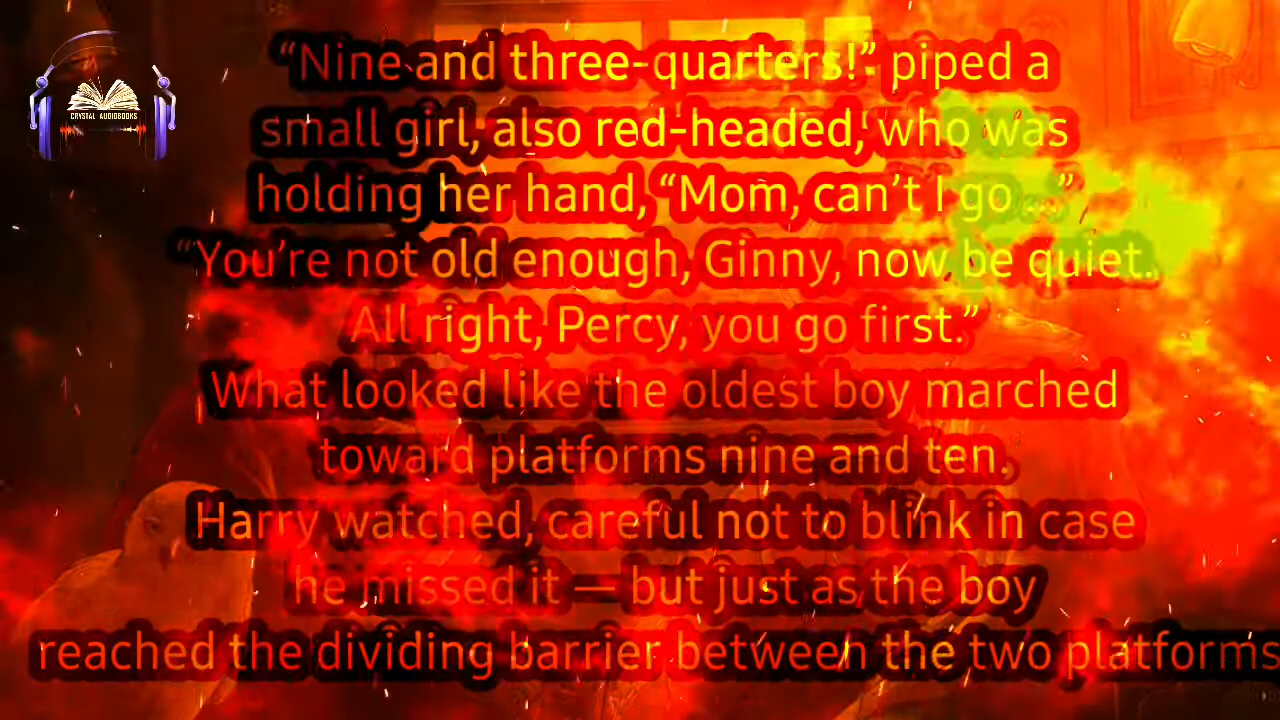 CRYSTAL AUDIOBOOKS
“Nine and three-quarters!” piped a
small girl, also red-headed, who was
holding her hand, “Mom, can’t I go ...”
“You’re not old enough, Ginny, now be quiet.
All right, Percy, you go first.”
What looked like the oldest boy marched
toward platforms nine and ten.
Harry watched, careful not to blink in case
he missed it — but just as the boy
reached the dividing barrier between the two platforms